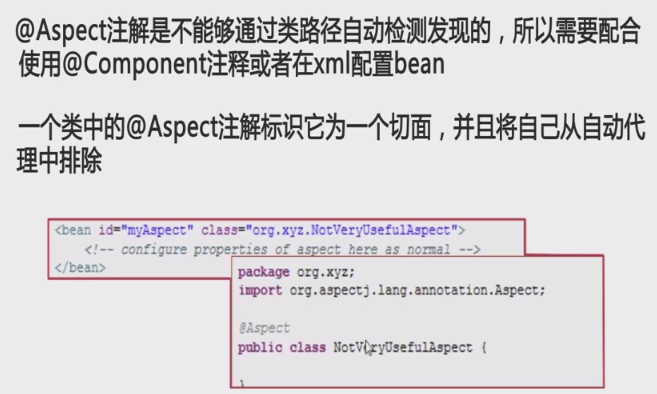 @Aspect注解是不能够通过类路径自动检测发现的，所以需要配合
使用@Component注释或者在xml配置bean
一个类中的@Aspect注解标识它为一个切面，并且将自己从自动代
理中排除
<bean id="myAspect" class="org.xyz.NotVeryUsefulAspect">
<!-- configure properties of aspect here as normal -->
</bean>
package org.xyz;
import org.aspectj.lang.annotation.Aspect;
@Aspect
public class NotVeryUsefulAspect {
}